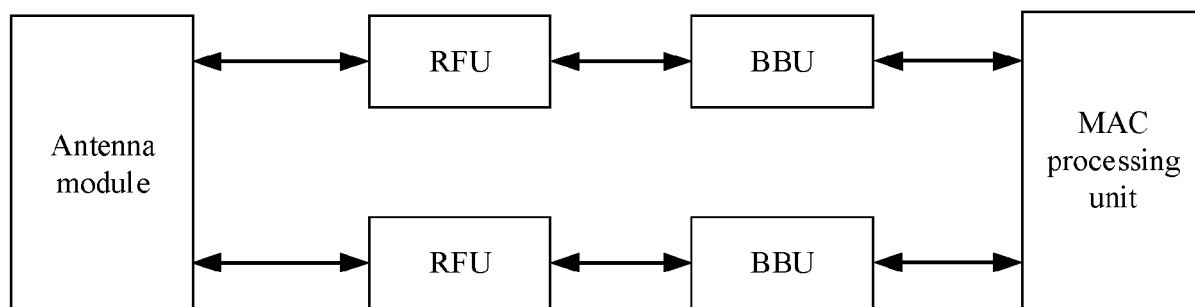 RFU
BBU
Antenna
module
MAC
processing
unit
RFU
BBU